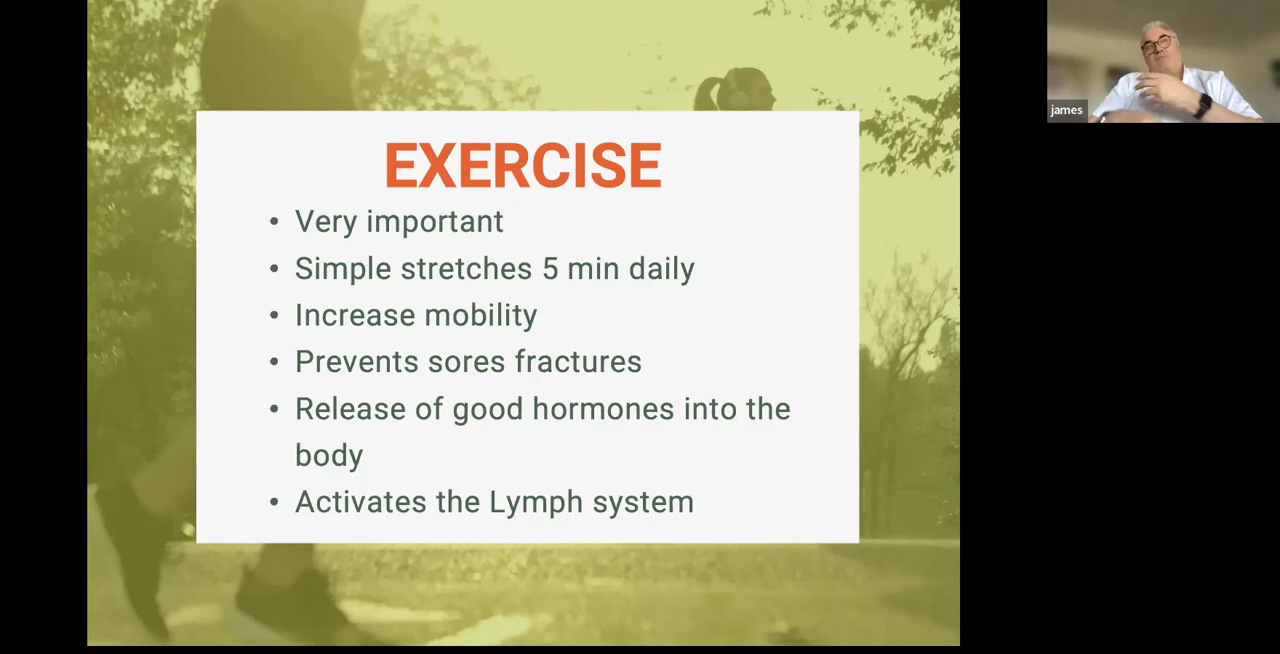 EXERCISE
• Very important
• Simple stretches 5 min daily
• Increase mobility
• Prevents sores fractures
• Release of good hormones into the
body
• Activates the Lymph system
james